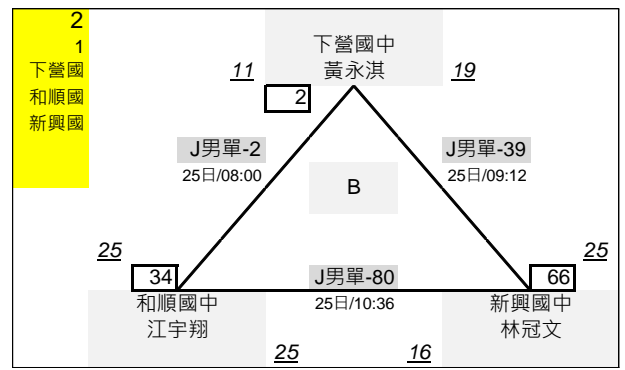 2
1
下營國
和順國
新興國
下營國中
黃永淇
11
19
2
J男單-2
25日/08:00
J男單-39
25日/09:12
B
25
25
34
J男單-80
66
和順國中
江宇翔
25日/10:36
新興國中
林冠文
25
16